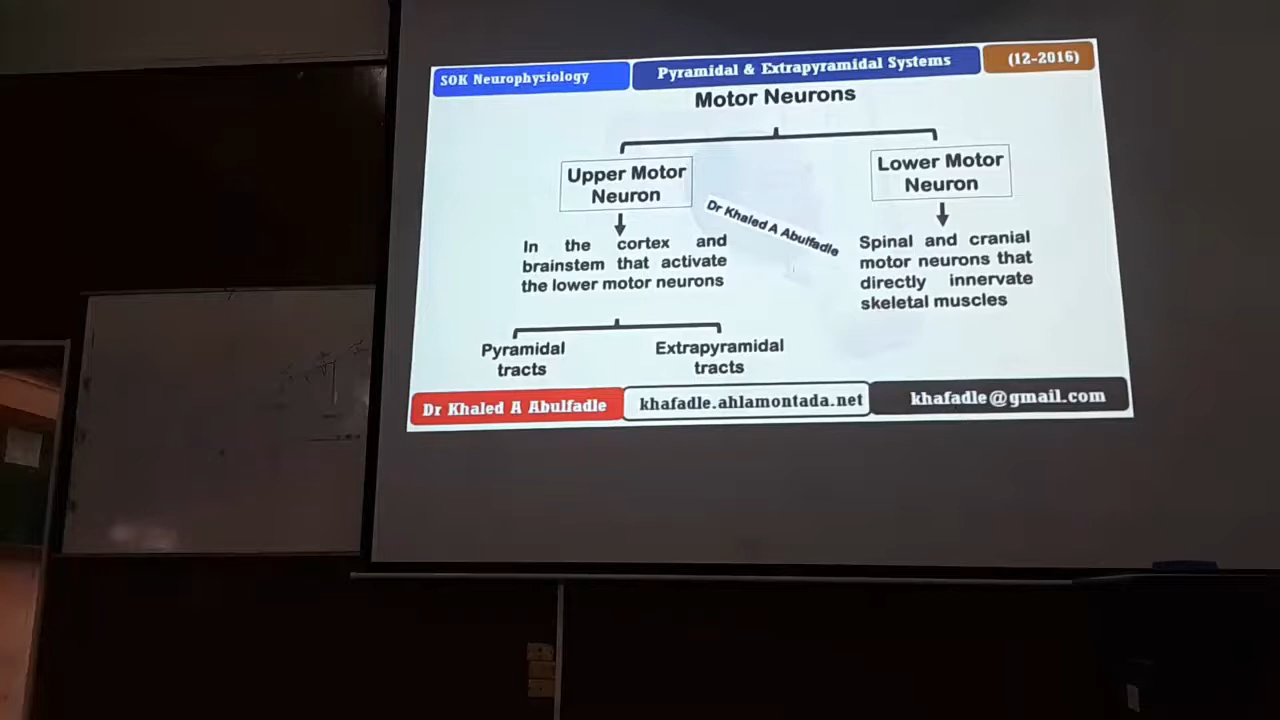 SOK Neurophysiology
Pyramidal & Extrapyramidal Systems
(12-2016)
Motor Neurons
Upper Motor
Neuron
Lower Motor
Neuron
Dr Khaled A Abulfadle
In the cortex and
brainstem that activate
the lower motor neurons
Spinal and cranial
motor neurons that
directly innervate
skeletal muscles
Pyramidal
tracts
Extrapyramidal
tracts
Dr Khaled A Abulfadle
khafadle.ahlamontada.net
khafadle@gmail.com